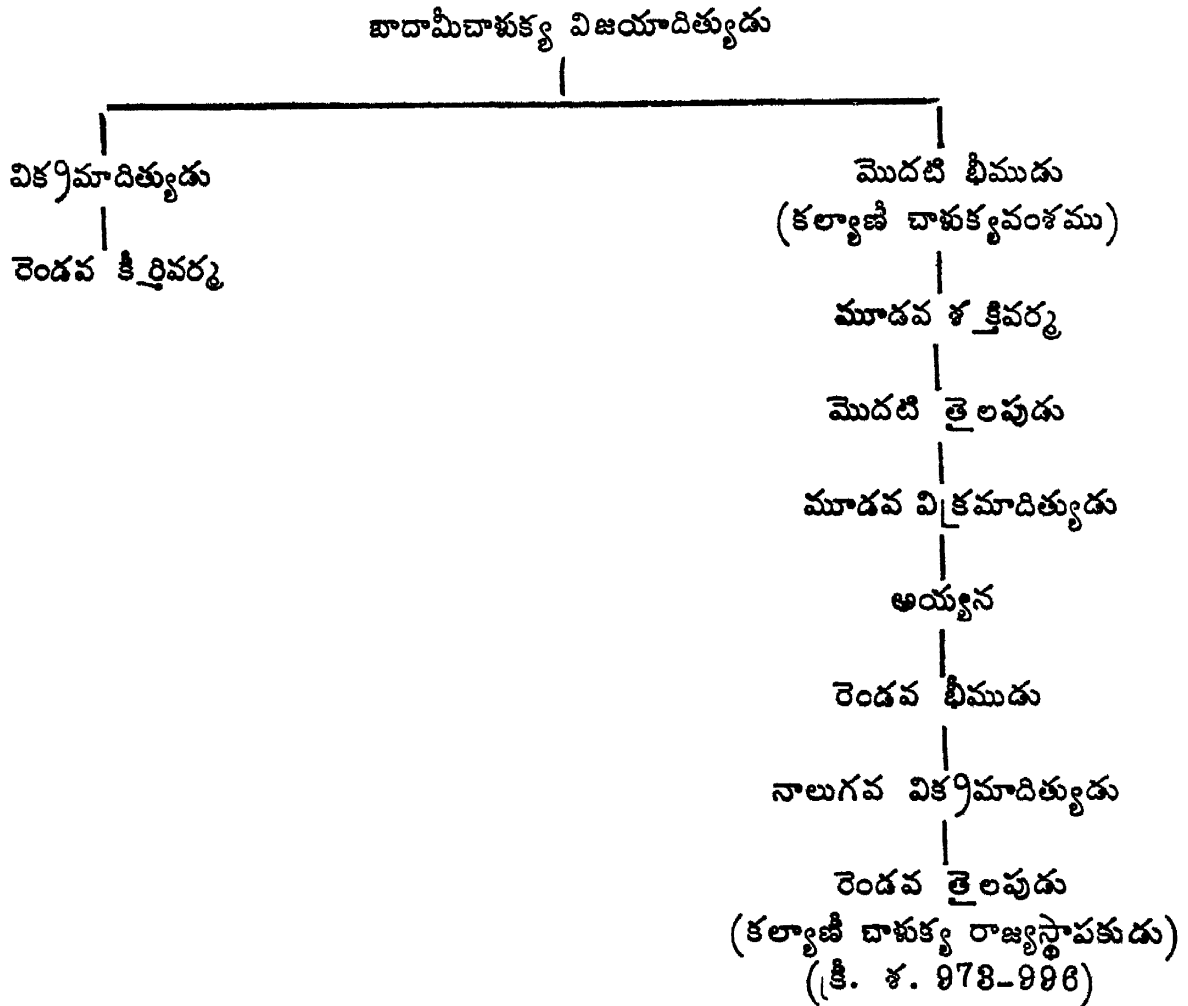 బాదామీచాళుక్య విజయాదిత్యుడు
విక్రమాదిత్యుడు
రెండవ కీర్తివర్మ
మొదటి భీముడు
(కల్యాణి చాళుక్యవంశము)
మూడవ శక్తివర్మ
మొదటి తైలపుడు
మూడవ విక్రమాదిత్యుడు
అయ్యన
రెండవ భీముడు
నాలుగవ విక్రమాదిత్యుడు
రెండవ తైలపుడు
(కల్యాణి చాళుక్య రాజ్యస్థాపకుడు)
(క్రీ. శ. 973-996)